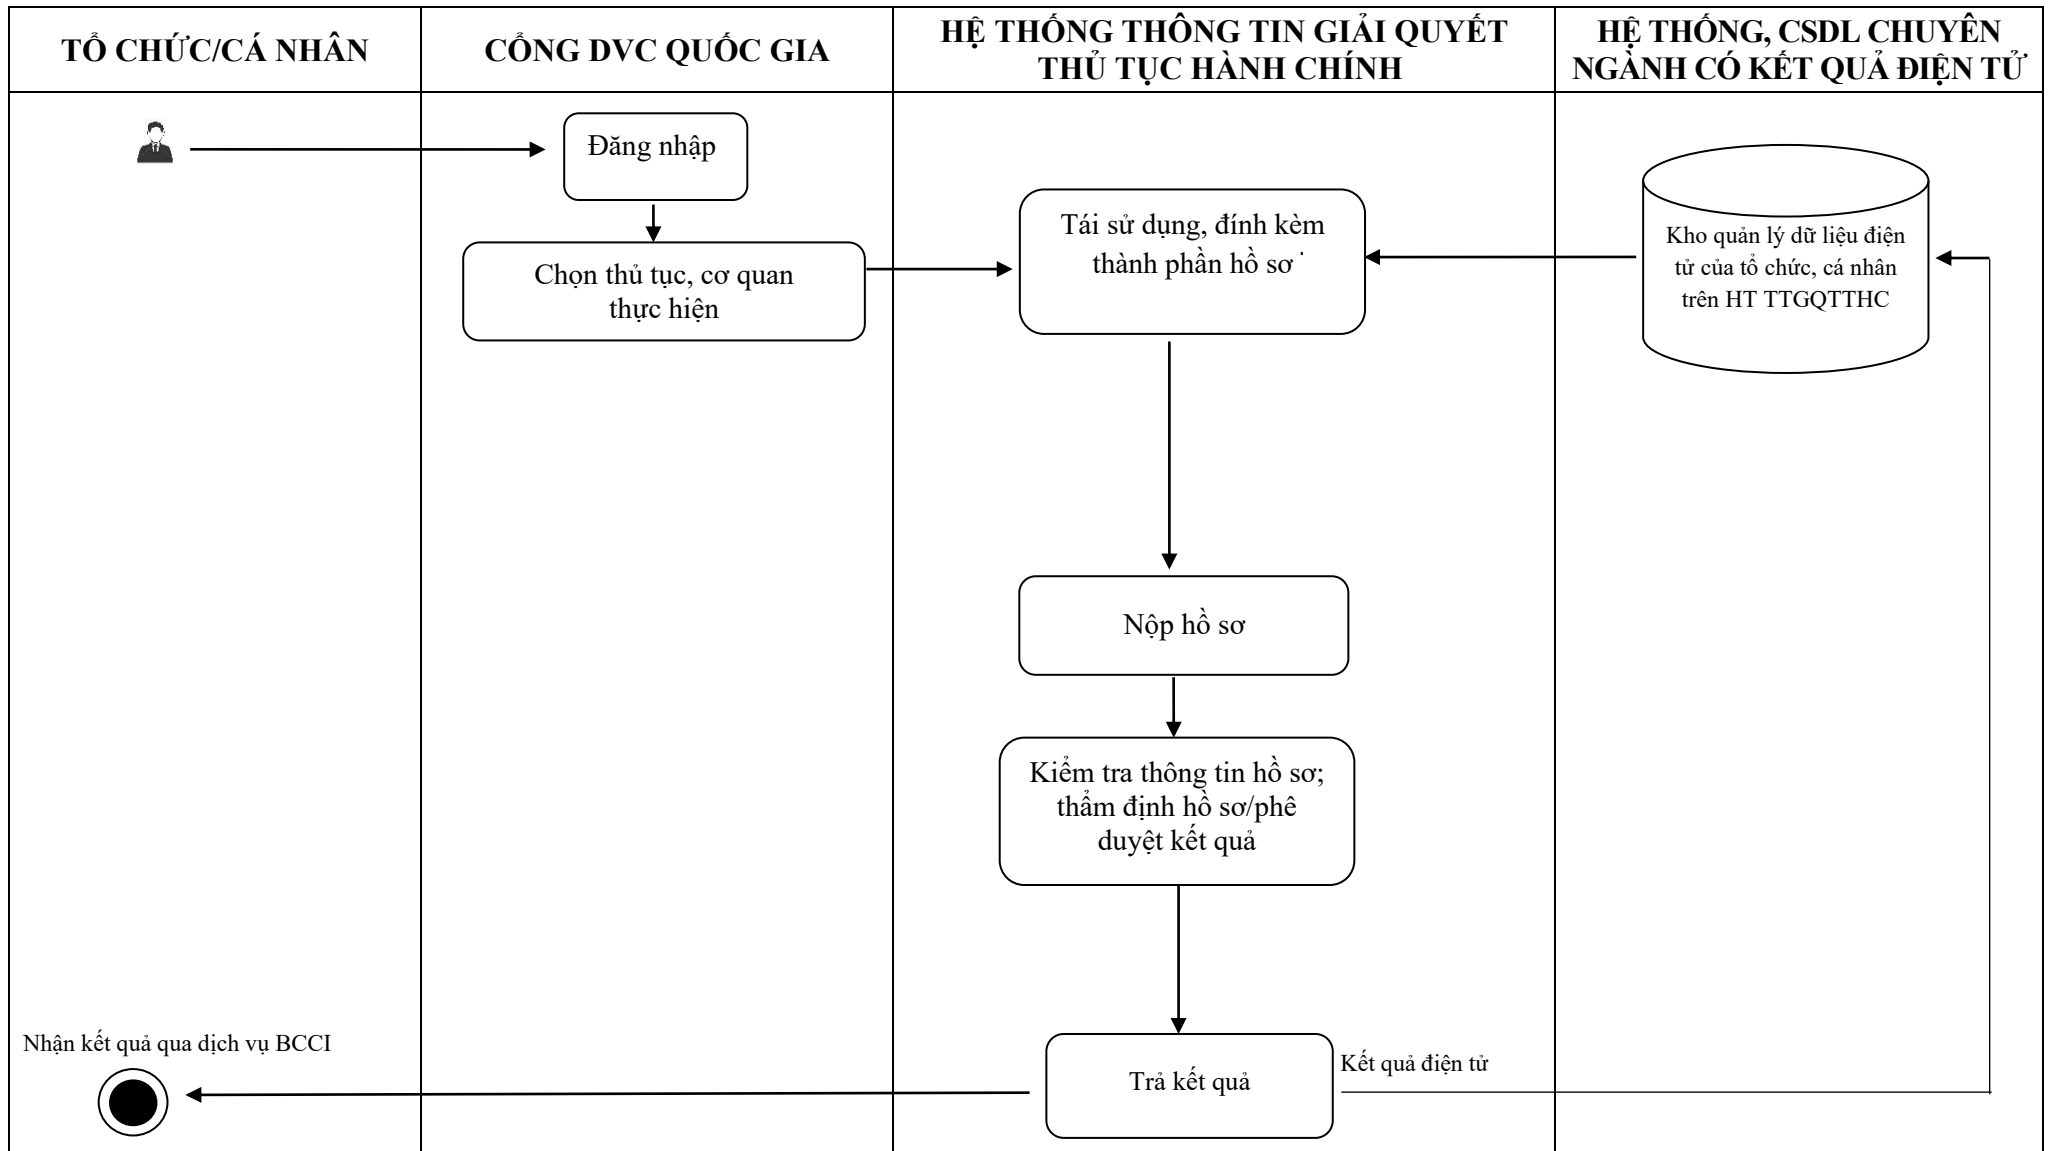 TỔ CHỨC/CÁ NHÂN
CỔNG DVC QUỐC GIA
HỆ THỐNG THÔNG TIN GIẢI QUYẾT
THỦ TỤC HÀNH CHÍNH
HỆ THỐNG, CSDL CHUYÊN
NGÀNH CÓ KẾT QUẢ ĐIỆN TỬ
Đăng nhập
Chọn thủ tục, cơ quan
thực hiện
Tái sử dụng, đính kèm
thành phần hồ sơ
Kho quản lý dữ liệu điện
tử của tổ chức, cá nhân
trên HT TTGQTTHC
Nộp hồ sơ
Kiểm tra thông tin hồ sơ;
thẩm định hồ sơ/phê
duyệt kết quả
Nhận kết quả qua dịch vụ BCCI
Trả kết quả
Kết quả điện tử